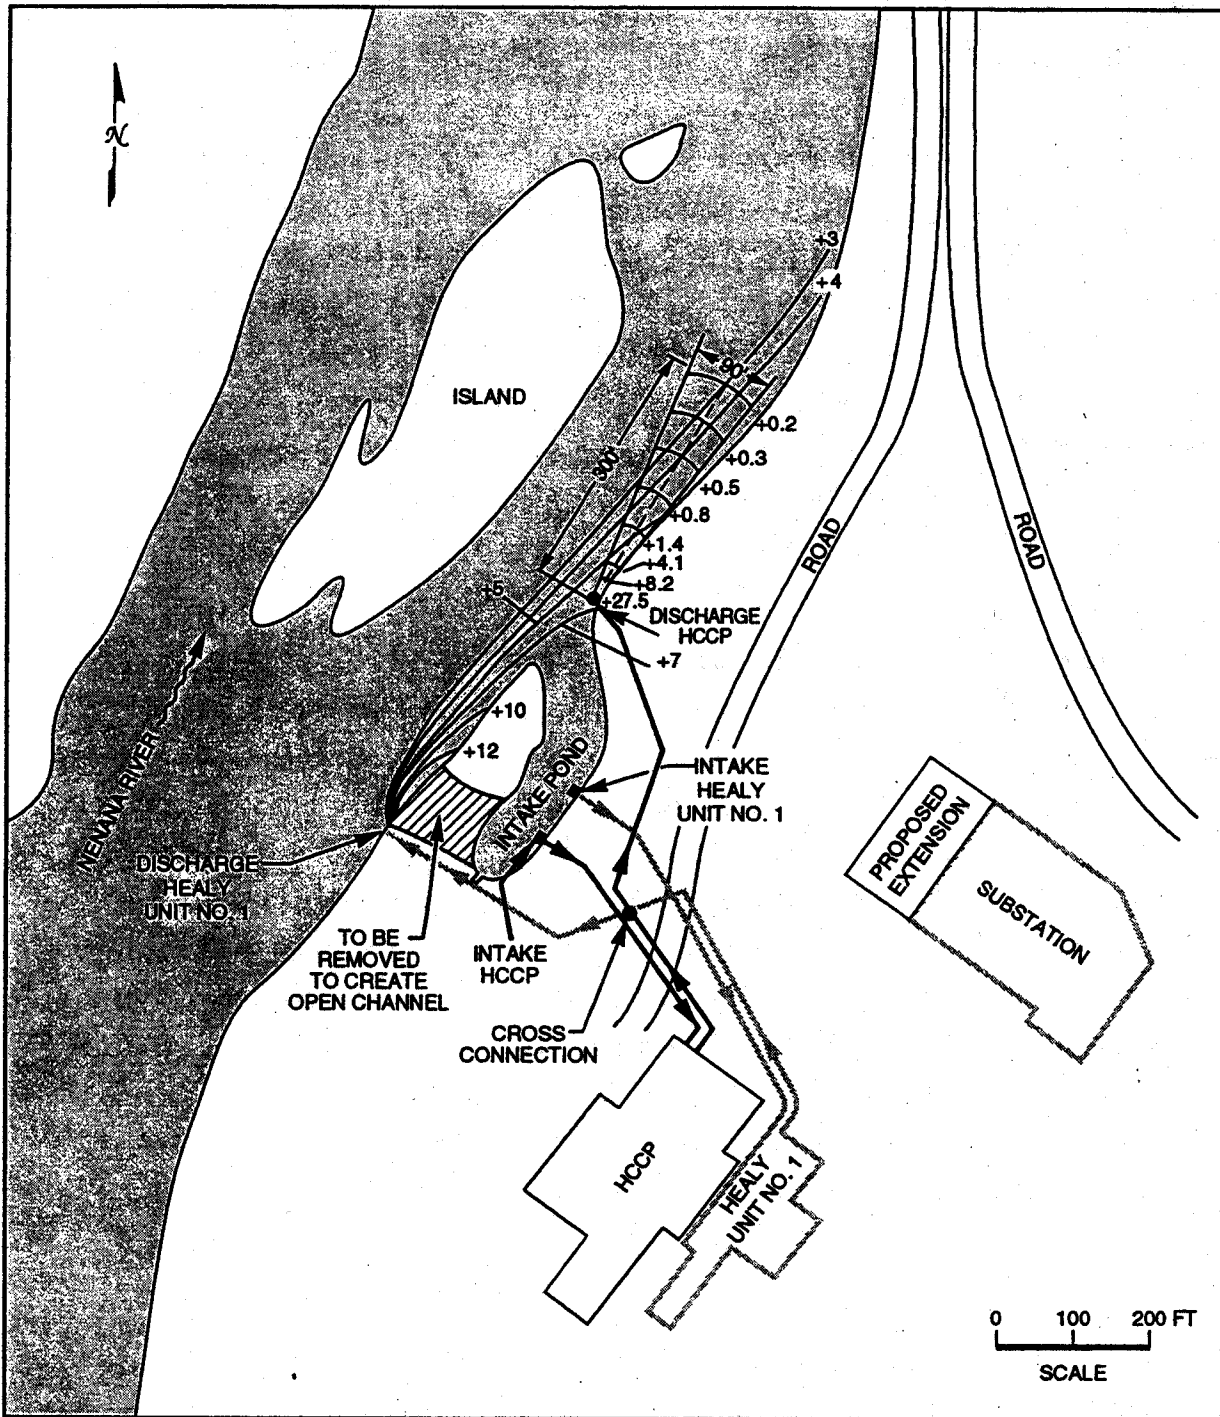 N
+3
+4
90'
ISLAND
+0.2
+0.3
300'
+0.5
+0.8
ROAD
ROAD
+1.4
+4.1
+8.2
+5
+27.5
DISCHARGE
HCCP
+7
NENANA RIVER
+10
+12
INTAKE POND
INTAKE
HEALY
UNIT NO. 1
PROPOSED
EXTENSION
SUBSTATION
DISCHARGE
HEALY
UNIT NO. 1
TO BE
REMOVED
TO CREATE
OPEN CHANNEL
INTAKE
HCCP
CROSS
CONNECTION
HCCP
HEALY
UNIT NO. 1
0 100 200 FT
SCALE